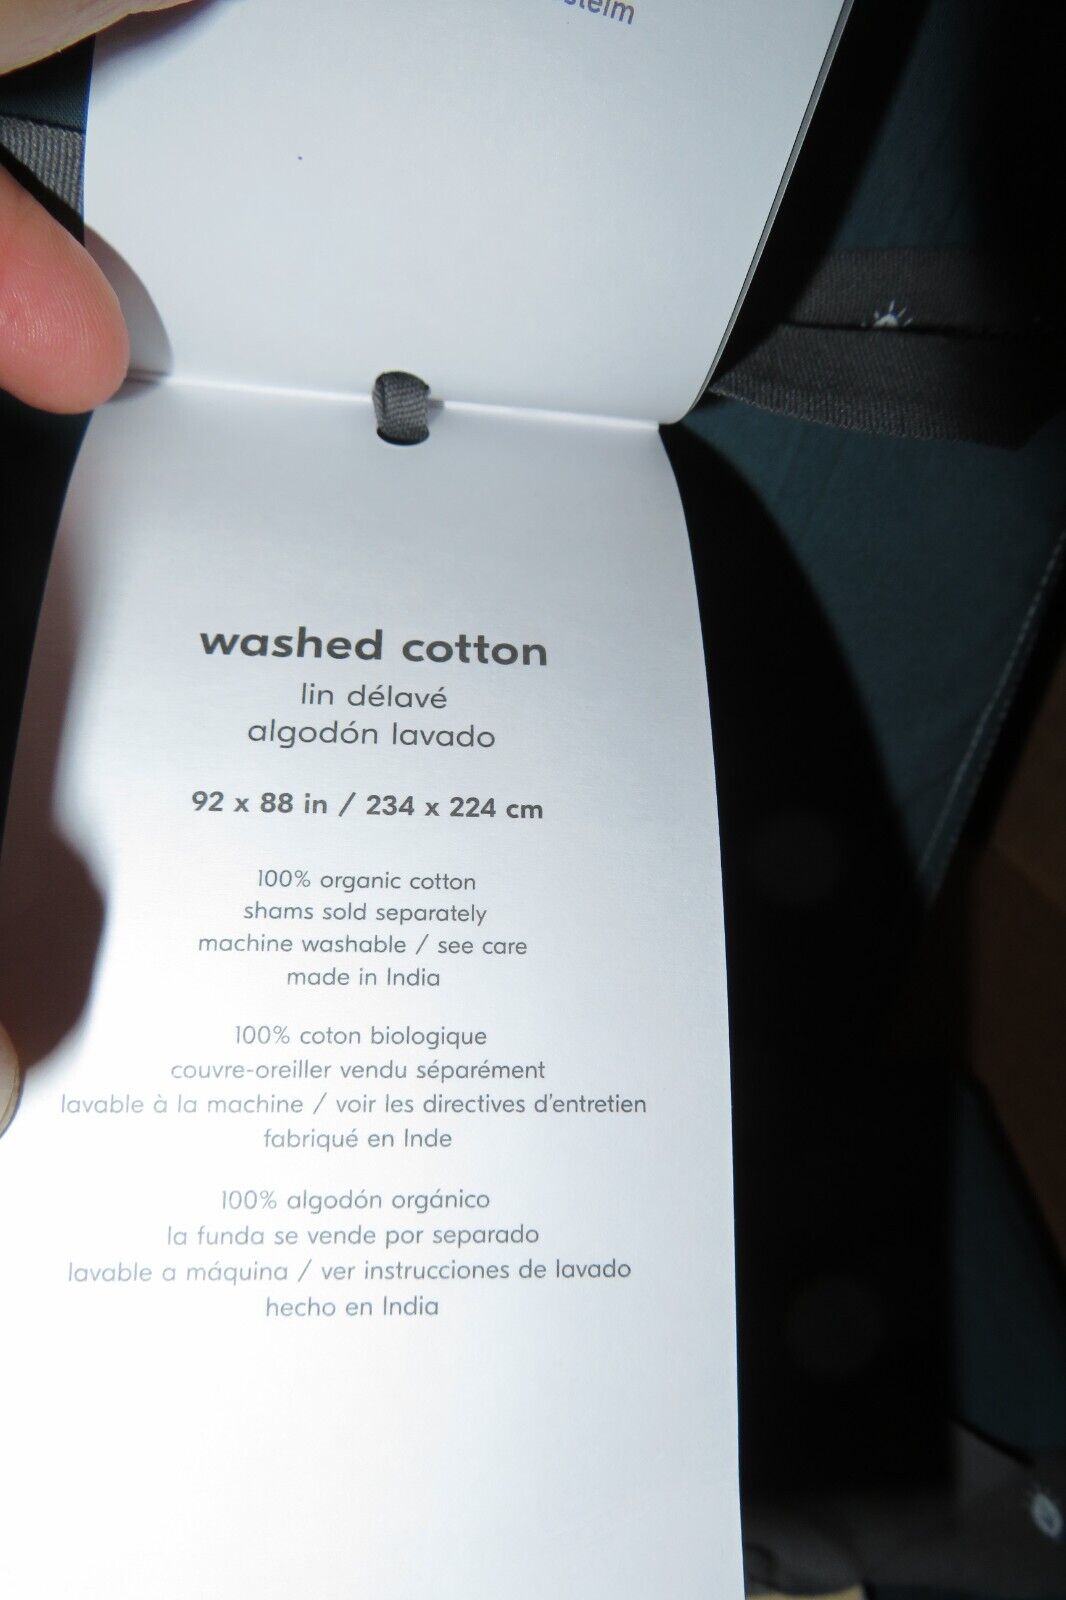 washed cotton
lin délavé
algodón lavado
92 x 88 in / 234 x 224 cm
100% organic cotton
shams sold separately
machine washable / see care
made in India
100% coton biologique
couvre-oreiller vendu séparément
lavable à la machine / voir les directives d'entretien
fabriqué en Inde
100% algodón orgánico
la funda se vende por separado
lavable a máquina / ver instrucciones de lavado
hecho en India